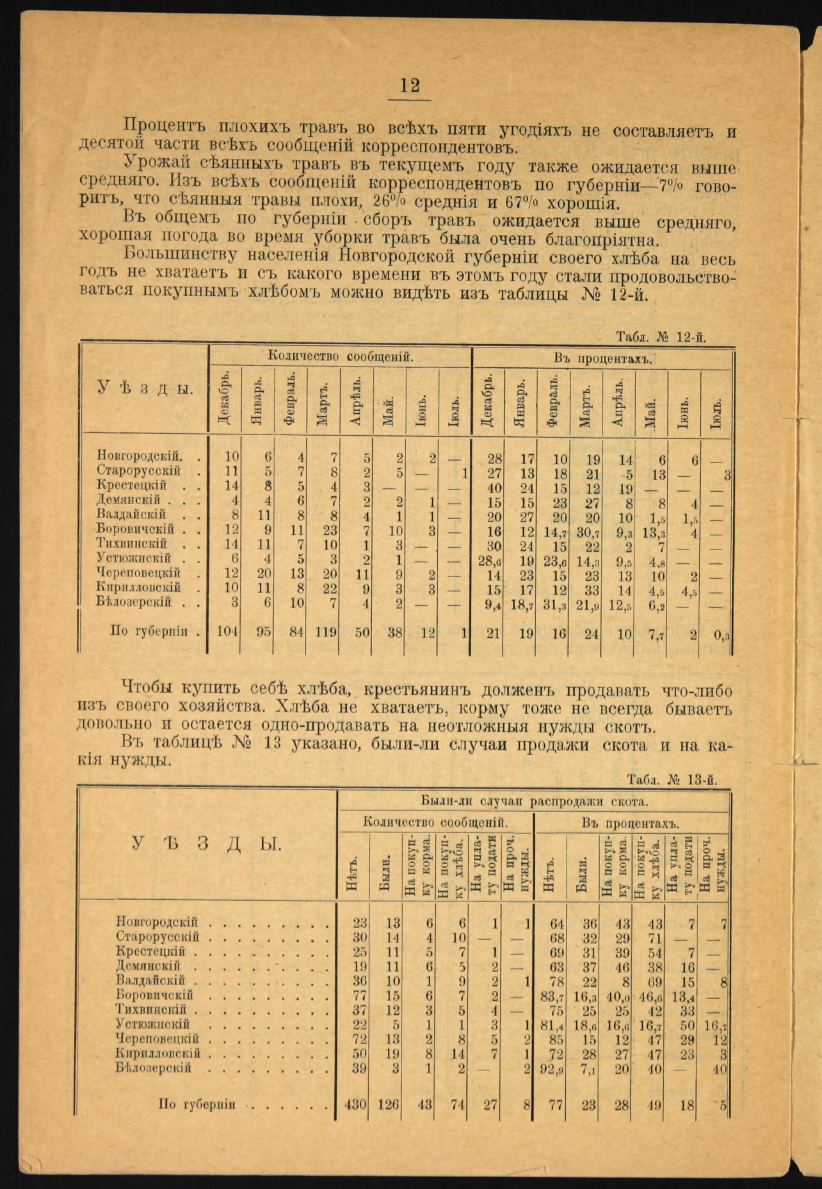 12
Процентъ плохихъ травъ во всѣхъ пяти угодіяхъ не составляетъ и
десятой части всѣхъ сообщеній корреспондентовъ.
Урожай сѣянныхъ травъ въ текущемъ году также ожидается выше
средняго. Изъ всѣхъ сообщеній корреспондентовъ по губерніи—7% гово-
ритъ, что сѣянныя травы плохи, 26% среднія и 67% хорошія.
Въ общемъ по губерніи сборъ травъ ожидается выше средняго,
хорошая погода во время уборки травъ была очень благопріятна.
Большинству населенія Новгородской губерніи своего хлѣба на весь
годъ не хватаетъ и съ какого времени въ этомъ году стали продовольство-
ваться покупнымъ хлѣбомъ можно видѣть изъ таблицы № 12-й.
Табл. № 12-й.
Уѣзды. Количество сообщеній. Въ процентахъ.
Декабрь. Январь. Февраль. Мартъ. Апрѣль. Май. Іюнь. Іюль. Декабрь. Январь. Февраль. Мартъ. Апрѣль. Май. Іюнь. Іюль.
Новгородскій. . 10 6 4 7 5 2 2 — 28 17 10 19 14 6 6 —
Старорусскій . 11 5 7 8 2 5 — 1 27 13 18 21 5 13 — 3
Крестецкій . . 14 8 5 4 3 — — — 40 24 15 12 19 — — —
Демянскій . . . 4 4 6 7 2 2 1 — 15 15 23 27 8 8 4 —
Валдайскій . . 8 11 8 8 4 1 1 — 20 27 20 20 10 1,5 1,5 —
Боровичскій . . 12 9 11 23 7 10 3 — 16 12 14,7 30,7 9,3 13,3 4 —
Тихвинскій . . 14 11 7 10 1 3 — — 30 24 15 22 2 7 — —
Устюжнскій . . 6 4 5 3 2 1 — — 28,6 19 23,6 14,3 9,5 4,8 — —
Череповецкій . 12 20 13 20 11 9 2 — 14 23 15 23 13 10 2 —
Кирилловскій . 10 11 8 22 9 3 3 — 15 17 12 33 14 4,5 4,5 —
Бѣлозерскій . . 3 6 10 7 4 2 — — 9,4 18,7 31,3 21,9 12,5 6,2 — —
По губерніи . 104 95 84 119 50 38 12 1 21 19 16 24 10 7,7 2 0,3
Чтобы купить себѣ хлѣба, крестьянинъ долженъ продавать что-либо
изъ своего хозяйства. Хлѣба не хватаетъ, корму тоже не всегда бываетъ
довольно и остается одно-продавать на неотложныя нужды скотъ.
Въ таблицѣ № 13 указано, были-ли случаи продажи скота и на ка-
кія нужды.
Табл. № 13-й.
УѢЗДЫ. Были-ли случаи распродажи скота.
Количество сообщеній. Въ процентахъ.
Нѣтъ. Были. На покуп-ку корма. На покуп-ку хлѣба. На упла-ту подати На проч. нужды. Нѣтъ. Были. На покуп-ку корма. На покуп-ку хлѣба. На упла-ту подати На проч. нужды.
Новгородскій . . . . . . . . . 23 13 6 6 1 1 64 36 43 43 7 7
Старорусскій . . . . . . . . . 30 14 4 10 — — 68 32 29 71 — —
Крестецкій . . . . . . . . . . 25 11 5 7 1 — 69 31 39 54 7 —
Демянскій . . . . . . . . . . 19 11 6 5 2 — 63 37 46 38 16 —
Валдайскій . . . . . . . . . . 36 10 1 9 2 1 78 22 8 69 15 8
Боровичскій . . . . . . . . . 77 15 6 7 2 — 83,7 16,3 40,0 46,6 13,4 —
Тихвинскій . . . . . . . . . . 37 12 3 5 4 — 75 25 25 42 33 —
Устюжнскій . . . . . . . . . 22 5 1 1 3 1 81,4 18,6 16,6 16,7 50 16,7
Череповецкій . . . . . . . . . 72 13 2 8 5 2 85 15 12 47 29 12
Кирилловскій . . . . . . . . . 50 19 8 14 7 1 72 28 27 47 23 3
Бѣлозерскій . . . . . . . . . 39 3 1 2 — 2 92,9 7,1 20 40 — 40
По губерніи . . . . . . 430 126 43 74 27 8 77 23 28 49 18 5